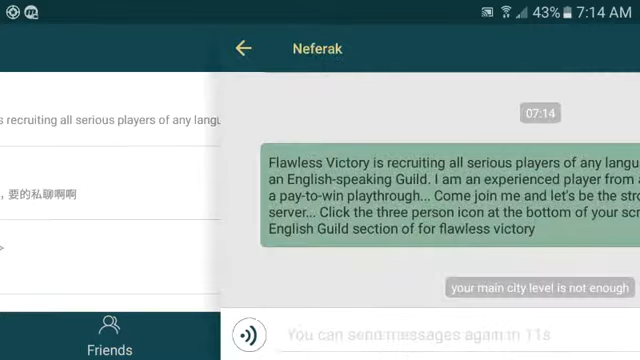 43% 7:14 AM
Neferak
07:14
s recruiting all serious players of any langu
Flawless Victory is recruiting all serious players of any langu
an English-speaking Guild. I am an experienced player from a
a pay-to-win playthrough... Come join me and let's be the stro
server... Click the three person icon at the bottom of your scr
English Guild section of for flawless victory
，要的私聊啊啊
your main city level is not enough
You can send messages again in 11s
Friends